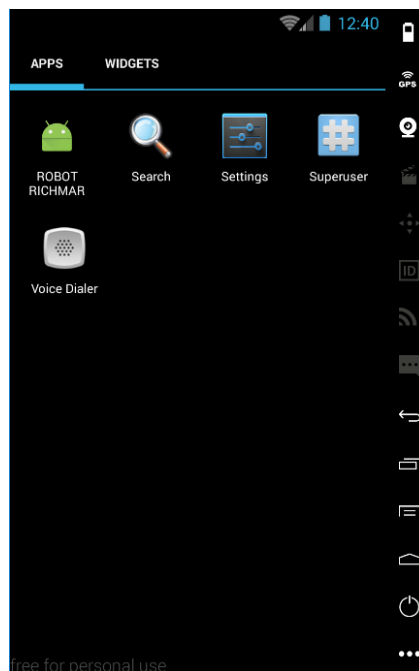 12:40
APPS WIDGETS
GPS
ROBOT
RICHMAR
Search
Settings
Superuser
ID
Voice Dialer
free for personal use